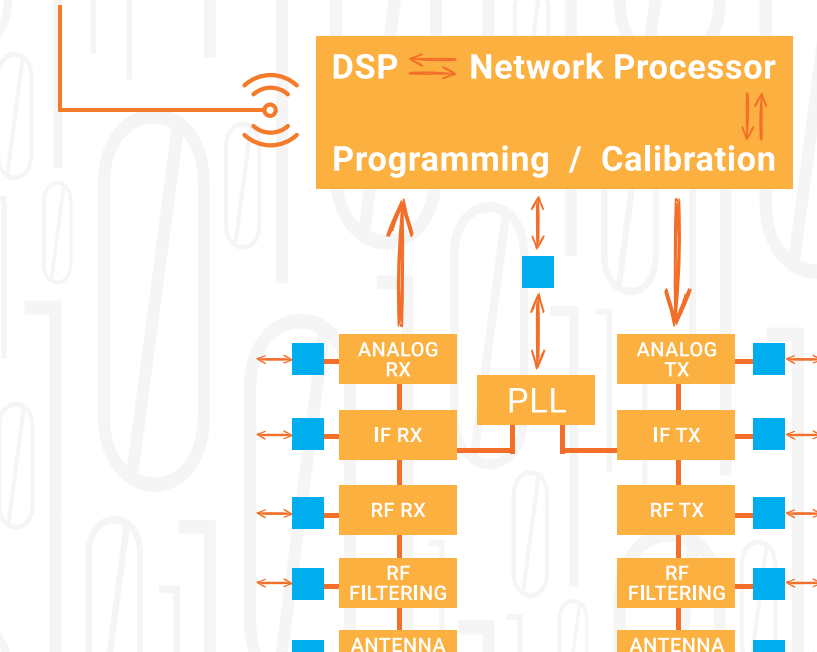 DSP Network Processor
Programming / Calibration
ANALOG
RX
ANALOG
TX
PLL
IF RX
IF TX
RF RX
RF TX
RF
FILTERING
RF
FILTERING
ANTENNA
ANTENNA